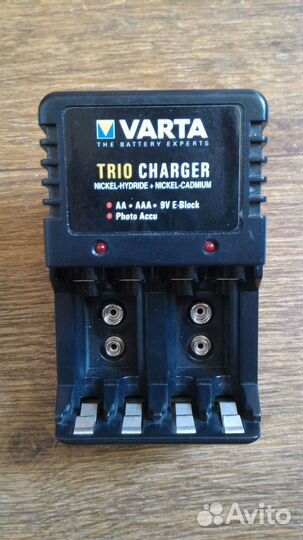 VARTA
THE BATTERY EXPERTS
TRIO CHARGER
NICKEL-HYDRIDE + NICKEL-CADMIUM
• AA • AAA • 9V E-Block
• Photo Accu
Avito